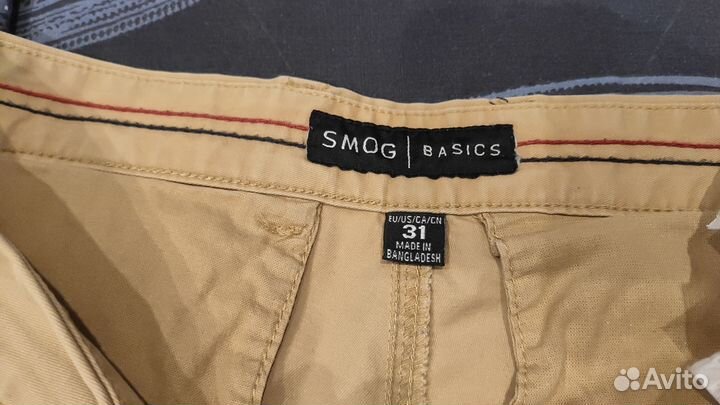 SMOG | BASICS
EU/US/CA/CN
31
MADE IN
BANGLADESH
Avito